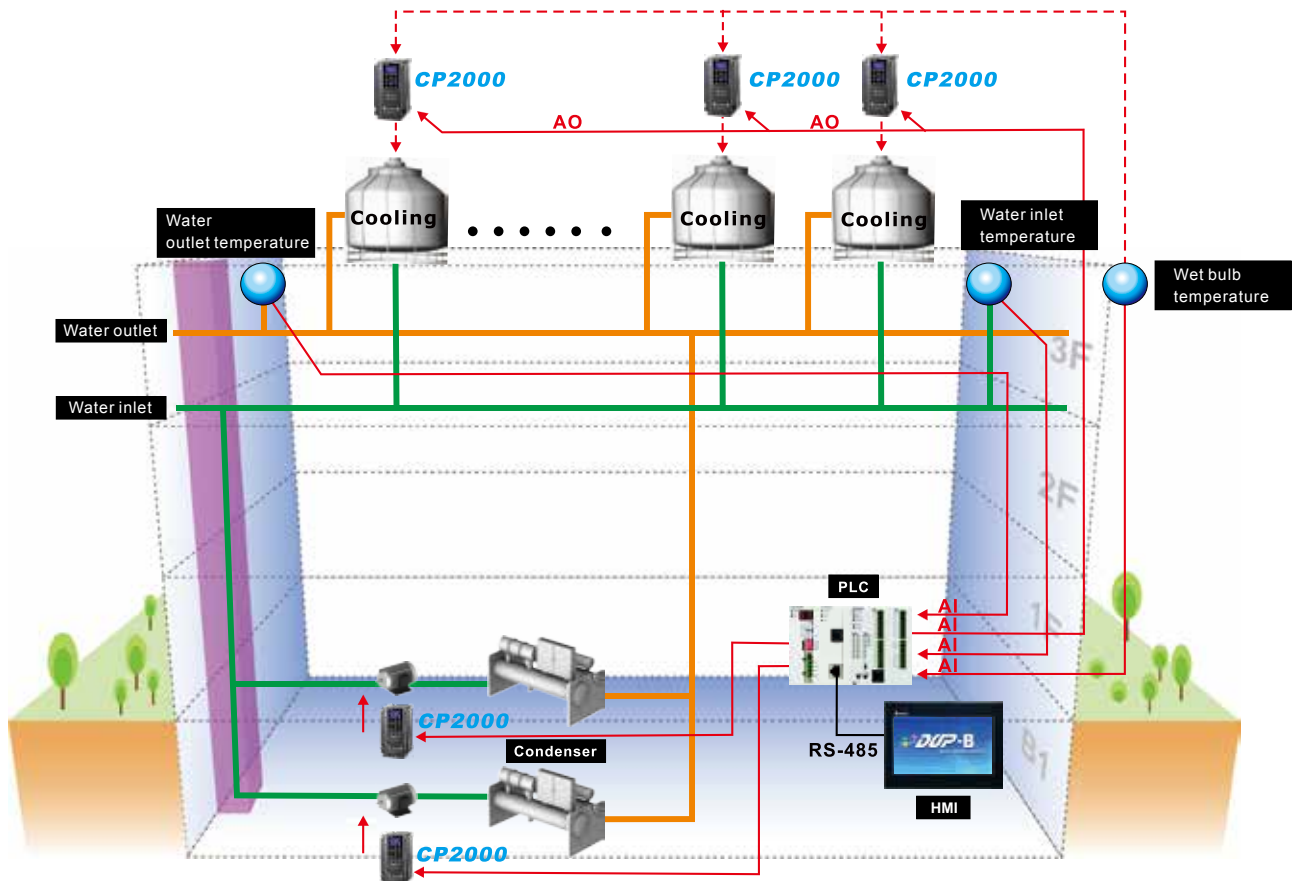 CP2000
CP2000
CP2000
AO
AO
Cooling
Cooling
Cooling
Water
outlet temperature
Water inlet
temperature
Wet bulb
temperature
Water outlet
Water inlet
3F
2F
1F
B1
PLC
AI
AI
AI
AI
CP2000
Condenser
RS-485
DOP-B
HMI
CP2000